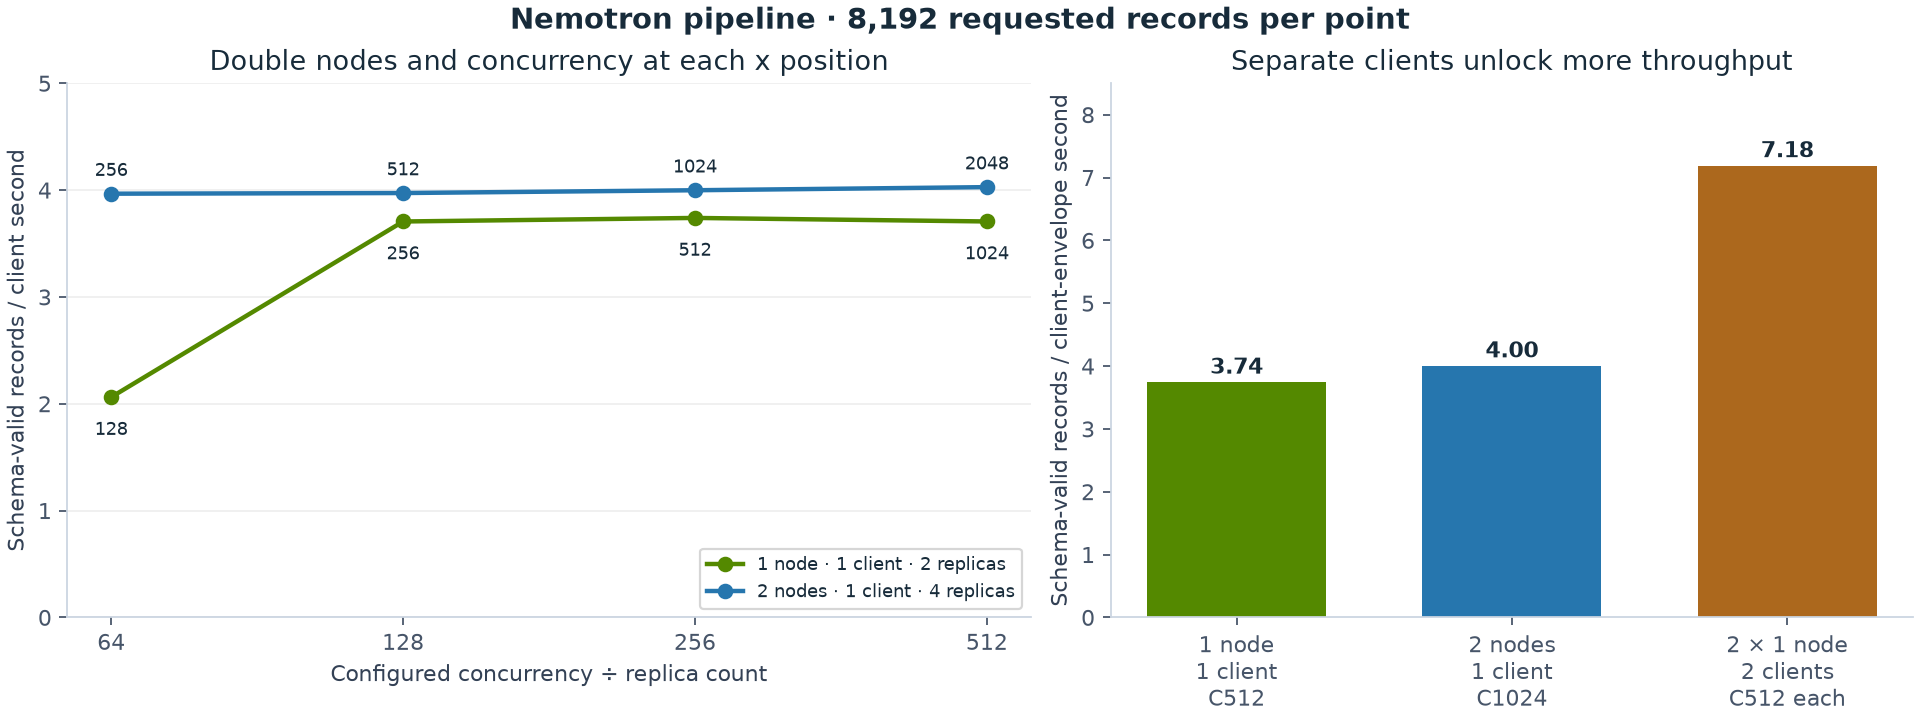 Nemotron pipeline · 8,192 requested records per point
Double nodes and concurrency at each x position
Schema-valid records / client second
5
4
3
2
1
0
256
512
1024
2048
128
256
512
1024
1 node · 1 client · 2 replicas
2 nodes · 1 client · 4 replicas
64
128
256
512
Configured concurrency ÷ replica count
Separate clients unlock more throughput
Schema-valid records / client-envelope second
8
7
6
5
4
3
2
1
0
3.74
4.00
7.18
1 node
1 client
C512
2 nodes
1 client
C1024
2 × 1 node
2 clients
C512 each